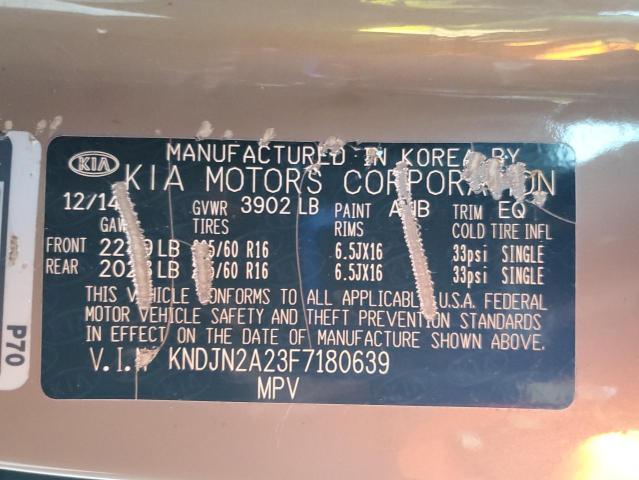 KIA
MANUFACTURED IN KOREA BY
KIA MOTORS CORPORATION
12/14 GVWR 3902 LB PAINT TRIM EQ
TIRES RIMS COLD TIRE INFL
FRONT LB R16 6.5JX16 33psi SINGLE
REAR LB R16 6.5JX16 33psi SINGLE
THIS VEHICLE CONFORMS TO ALL APPLICABLE U.S.A. FEDERAL
MOTOR VEHICLE SAFETY AND THEFT PREVENTION STANDARDS
IN EFFECT ON THE DATE OF MANUFACTURE SHOWN ABOVE.
V.I.N KNDJN2A23F7180639
MPV
P70